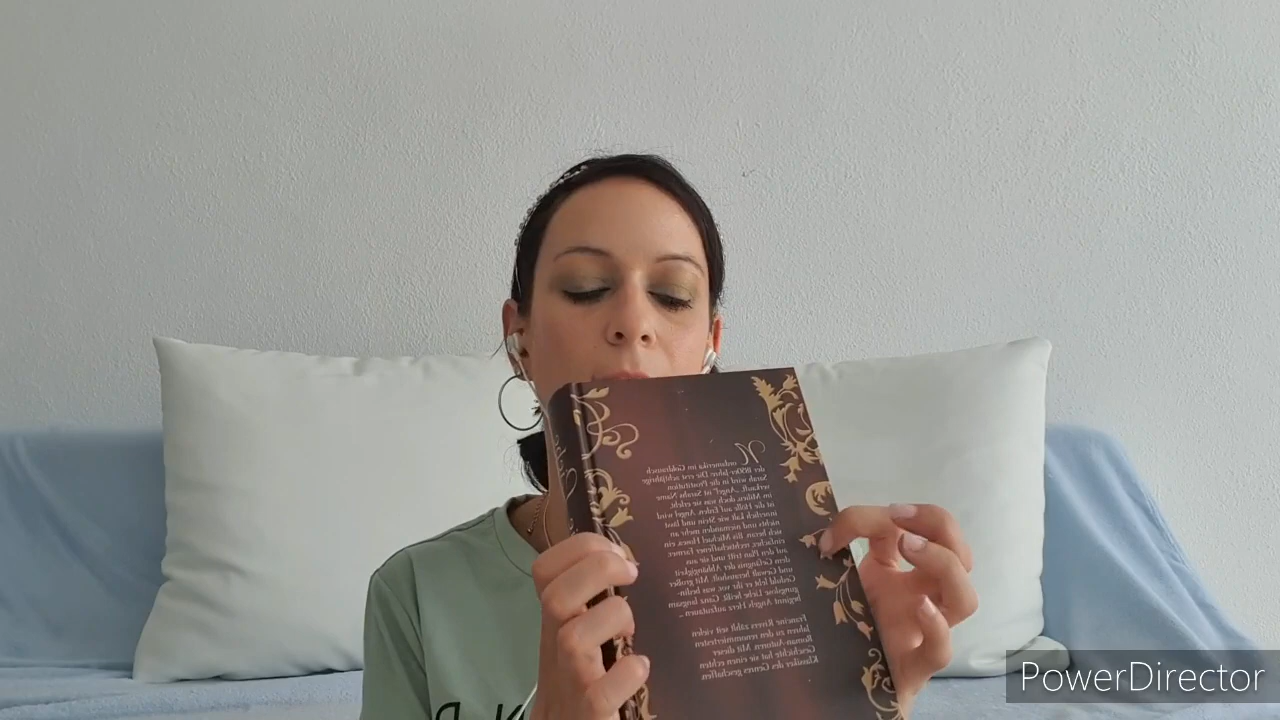 Nordamerika im Goldrausch
der 1850er-Jahre: Die erst achtjährige
Sarah wird in die Prostitution
verkauft. „Angel“ ist Sarahs Name
im Milieu, doch was sie erlebt,
ist die Hölle auf Erden. Angel wird
innerlich kalt wie Stein und lässt
nichts und niemanden mehr an
sich heran. Bis Michael Hosea, ein
einfacher, rechtschaffener Farmer,
auf den Plan tritt und sie aus
dem Gefängnis der Abhängigkeit
und Gewalt herausholt. Mit großer
Geduld lebt er ihr vor, was bedin-
gungslose Liebe heißt. Ganz langsam
beginnt Angels Herz aufzutauen ...
Francine Rivers zählt seit vielen
Jahren zu den renommiertesten
Roman-Autoren. Mit dieser
Geschichte hat sie einen echten
Klassiker des Genres geschaffen.
PowerDirector